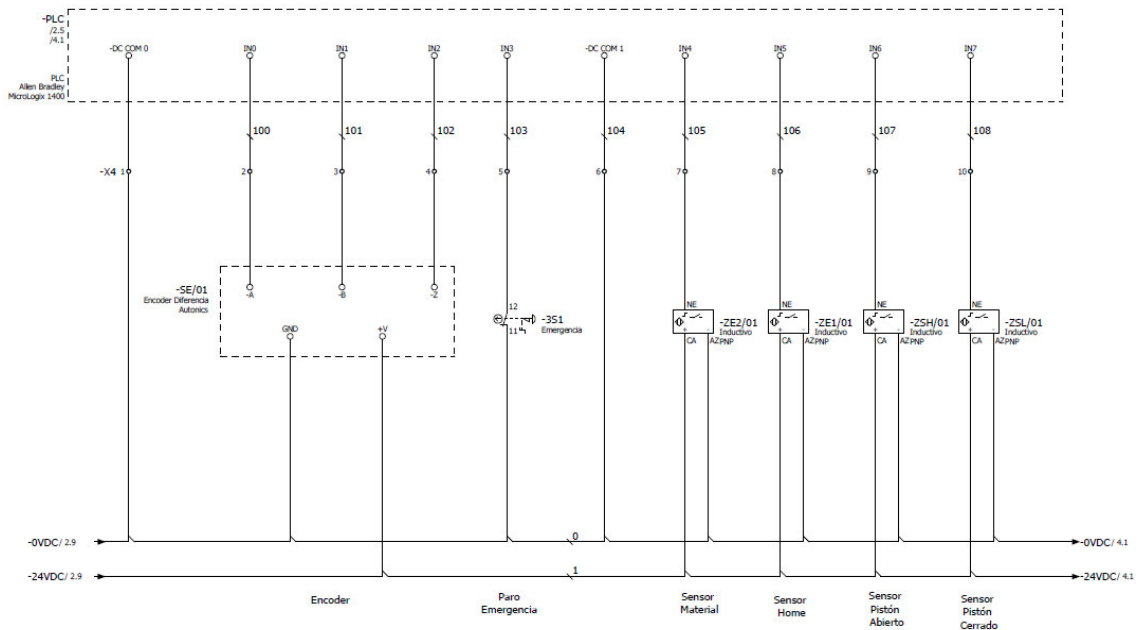 -PLC
/2.5
/4.1
-DC COM 0
IN0
IN1
IN2
IN3
-DC COM 1
IN4
IN5
IN6
IN7
PLC
Allen Bradley
MicroLogix 1400
100
101
102
103
104
105
106
107
108
-X4
1
2
3
4
5
6
7
8
9
10
-SE/01
Encoder Diferencia
Autonics
-A
-B
-Z
GND
+V
12
11
-3S1
Emergencia
NE
-ZE2/01
Inductivo
PNP
CA
AZ
NE
-ZE1/01
Inductivo
PNP
CA
AZ
NE
-ZSH/01
Inductivo
PNP
CA
AZ
NE
-ZSL/01
Inductivo
PNP
CA
AZ
-0VDC/ 2.9
0
-0VDC/ 4.1
-24VDC/ 2.9
1
-24VDC/ 4.1
Encoder
Paro
Emergencia
Sensor
Material
Sensor
Home
Sensor
Pistón
Abierto
Sensor
Pistón
Cerrado